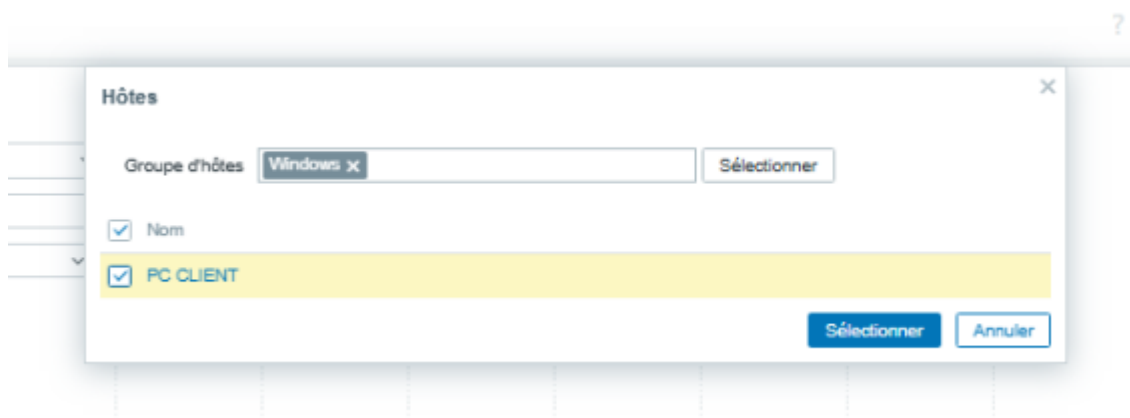 ?
Hôtes
Groupe d'hôtes Windows Sélectionner
Nom
PC CLIENT
Sélectionner Annuler